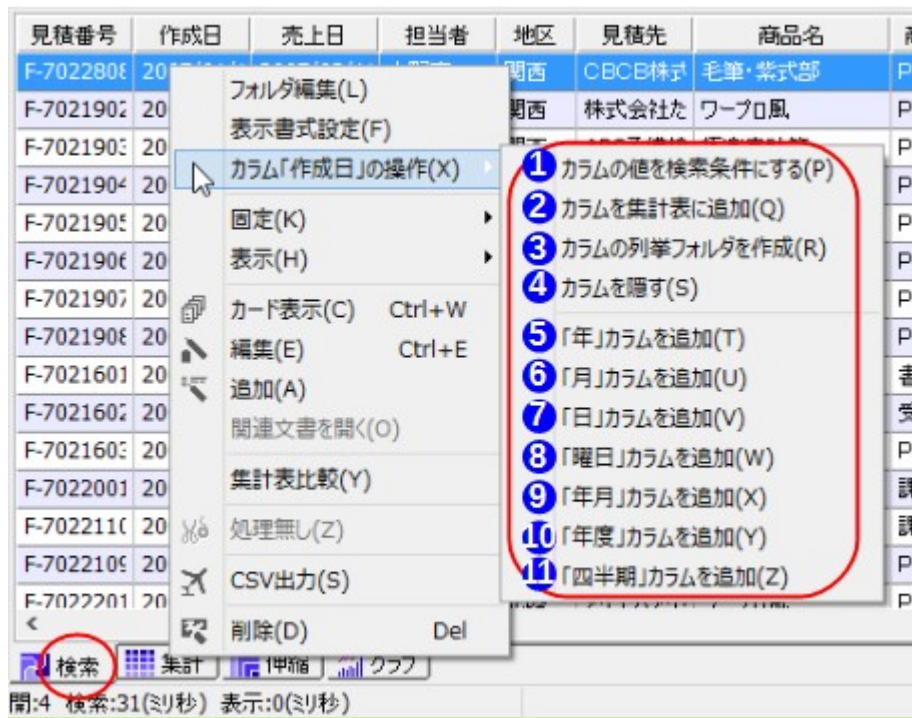 見積番号 作成日 売上日 担当者 地区 見積先 商品名
F-7022808 関西 CBCB株式 毛筆・紫式部 P
F-7021902 20 関西 株式会社た ワープロ風 P
F-7021903 20 P
F-7021904 20 P
F-7021905 20 P
F-7021906 20 P
F-7021907 20 P
F-7021908 20 P
F-7021601 20 書
F-7021602 20 受
F-7021603 20 P
F-7022001 20 課
F-7022110 20 課
F-7022109 20 P
F-7022201 20 P
フォルダ編集(L)
表示書式設定(F)
カラム「作成日」の操作(X)
固定(K)
表示(H)
カード表示(C) Ctrl+W
編集(E) Ctrl+E
追加(A)
関連文書を開く(O)
集計表比較(Y)
処理無し(Z)
CSV出力(S)
削除(D) Del
1 カラムの値を検索条件にする(P)
2 カラムを集計表に追加(Q)
3 カラムの列挙フォルダを作成(R)
4 カラムを隠す(S)
5 「年」カラムを追加(T)
6 「月」カラムを追加(U)
7 「日」カラムを追加(V)
8 「曜日」カラムを追加(W)
9 「年月」カラムを追加(X)
10 「年度」カラムを追加(Y)
11 「四半期」カラムを追加(Z)
検索 集計 伸縮 グラフ
開:4 検索:31(ミリ秒) 表示:0(ミリ秒)